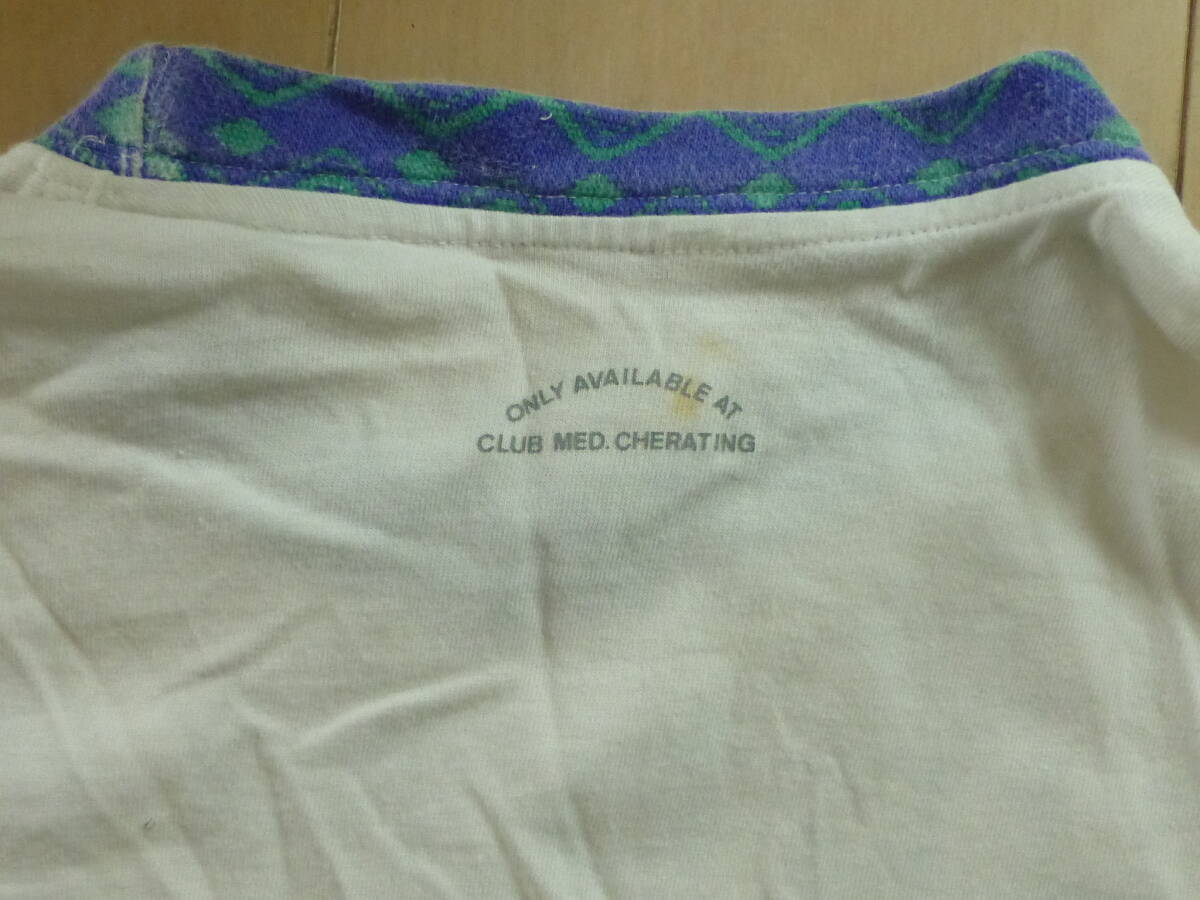 ONLY AVAILABLE AT
CLUB MED. CHERATING